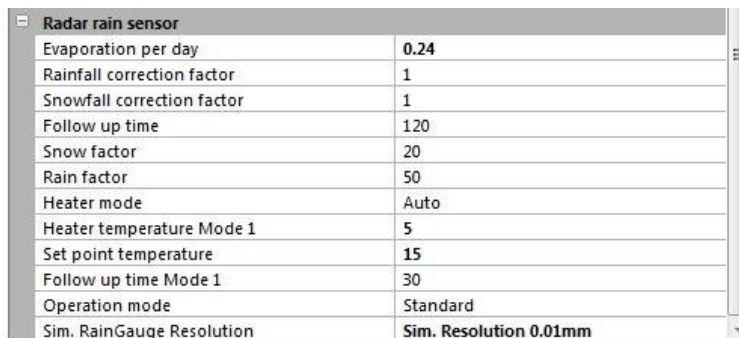 Radar rain sensor
Evaporation per day 0.24
Rainfall correction factor 1
Snowfall correction factor 1
Follow up time 120
Snow factor 20
Rain factor 50
Heater mode Auto
Heater temperature Mode 1 5
Set point temperature 15
Follow up time Mode 1 30
Operation mode Standard
Sim. RainGauge Resolution Sim. Resolution 0.01mm